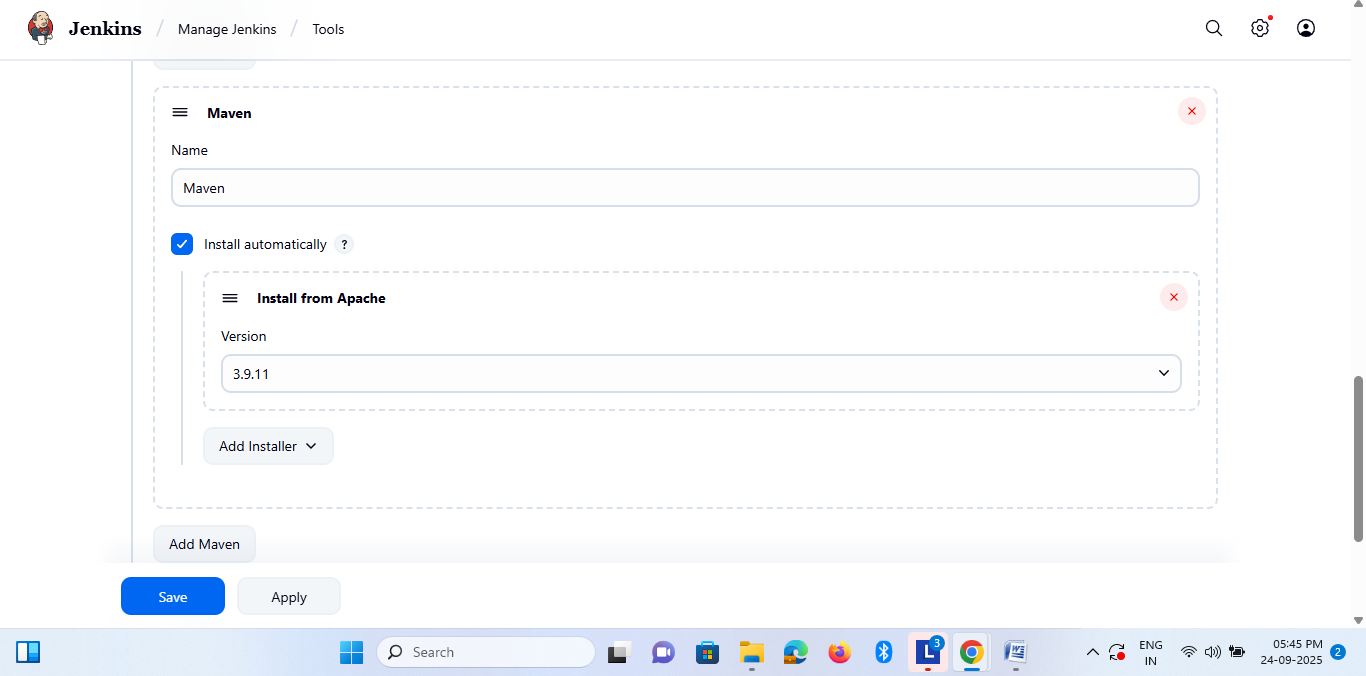 Jenkins / Manage Jenkins / Tools
Maven
Name
Maven
Install automatically ?
Install from Apache
Version
3.9.11
Add Installer
Add Maven
Save Apply
Search
L 3
ENG
IN
05:45 PM
24-09-2025
2